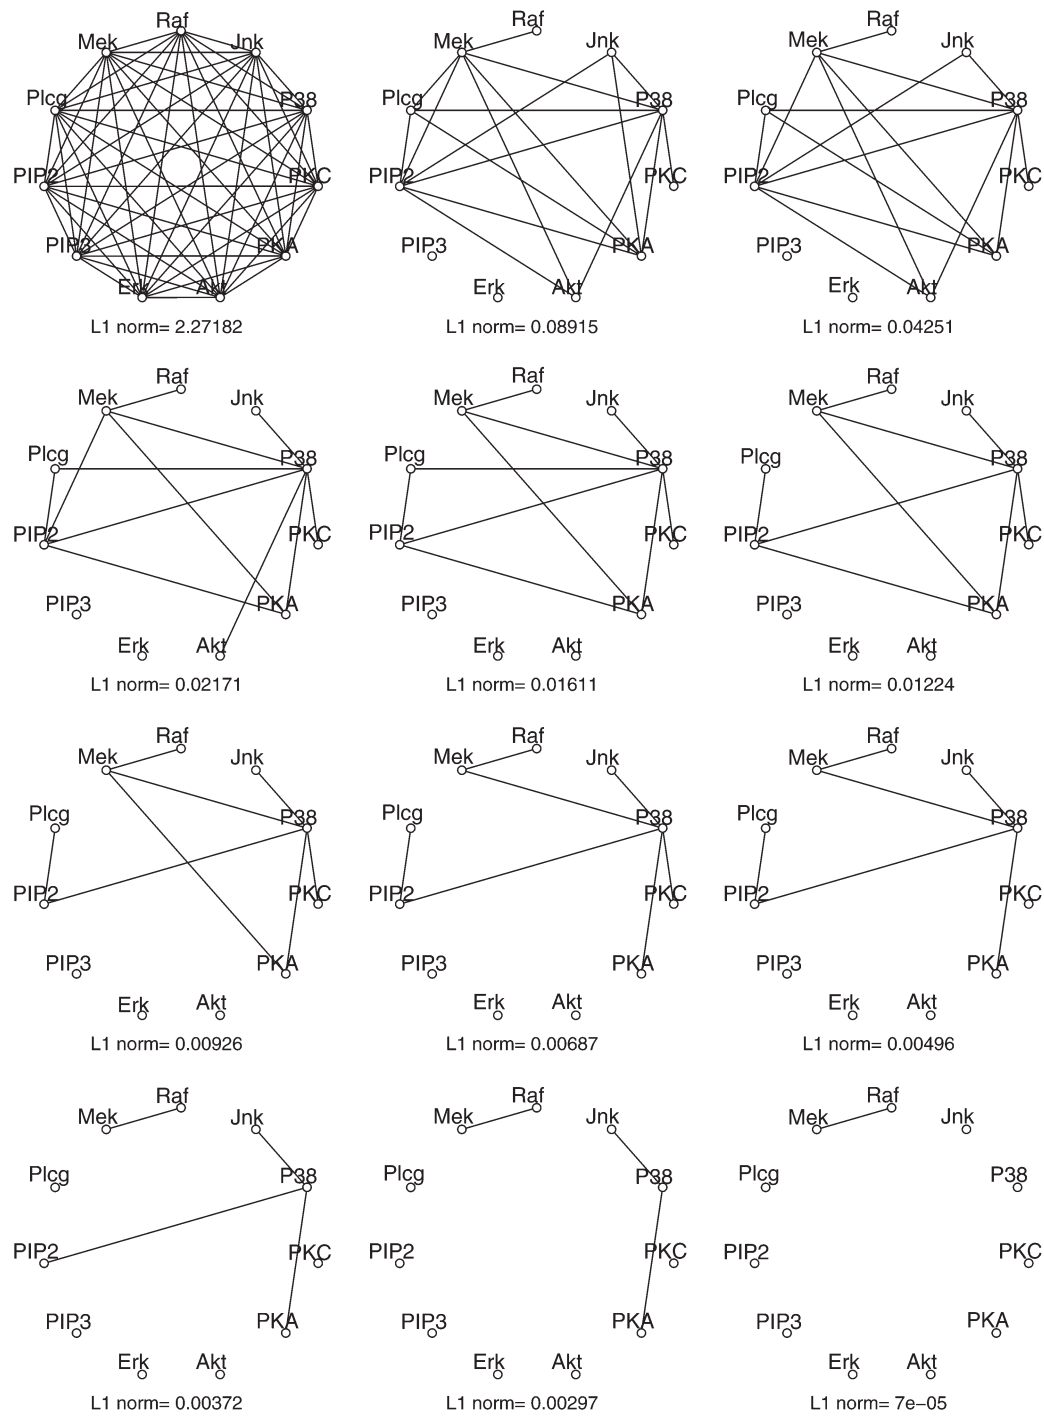 Raf
Mek
Jnk
Plcg
P38
PIP2
PKC
PIP3
PKA
Erk
Akt
L1 norm= 2.27182
Raf
Mek
Jnk
Plcg
P38
PIP2
PKC
PIP3
PKA
Erk
Akt
L1 norm= 0.08915
Raf
Mek
Jnk
Plcg
P38
PIP2
PKC
PIP3
PKA
Erk
Akt
L1 norm= 0.04251
Raf
Mek
Jnk
Plcg
P38
PIP2
PKC
PIP3
PKA
Erk
Akt
L1 norm= 0.02171
Raf
Mek
Jnk
Plcg
P38
PIP2
PKC
PIP3
PKA
Erk
Akt
L1 norm= 0.01611
Raf
Mek
Jnk
Plcg
P38
PIP2
PKC
PIP3
PKA
Erk
Akt
L1 norm= 0.01224
Raf
Mek
Jnk
Plcg
P38
PIP2
PKC
PIP3
PKA
Erk
Akt
L1 norm= 0.00926
Raf
Mek
Jnk
Plcg
P38
PIP2
PKC
PIP3
PKA
Erk
Akt
L1 norm= 0.00687
Raf
Mek
Jnk
Plcg
P38
PIP2
PKC
PIP3
PKA
Erk
Akt
L1 norm= 0.00496
Raf
Mek
Jnk
Plcg
P38
PIP2
PKC
PIP3
PKA
Erk
Akt
L1 norm= 0.00372
Raf
Mek
Jnk
Plcg
P38
PIP2
PKC
PIP3
PKA
Erk
Akt
L1 norm= 0.00297
Raf
Mek
Jnk
Plcg
P38
PIP2
PKC
PIP3
PKA
Erk
Akt
L1 norm= 7e−05